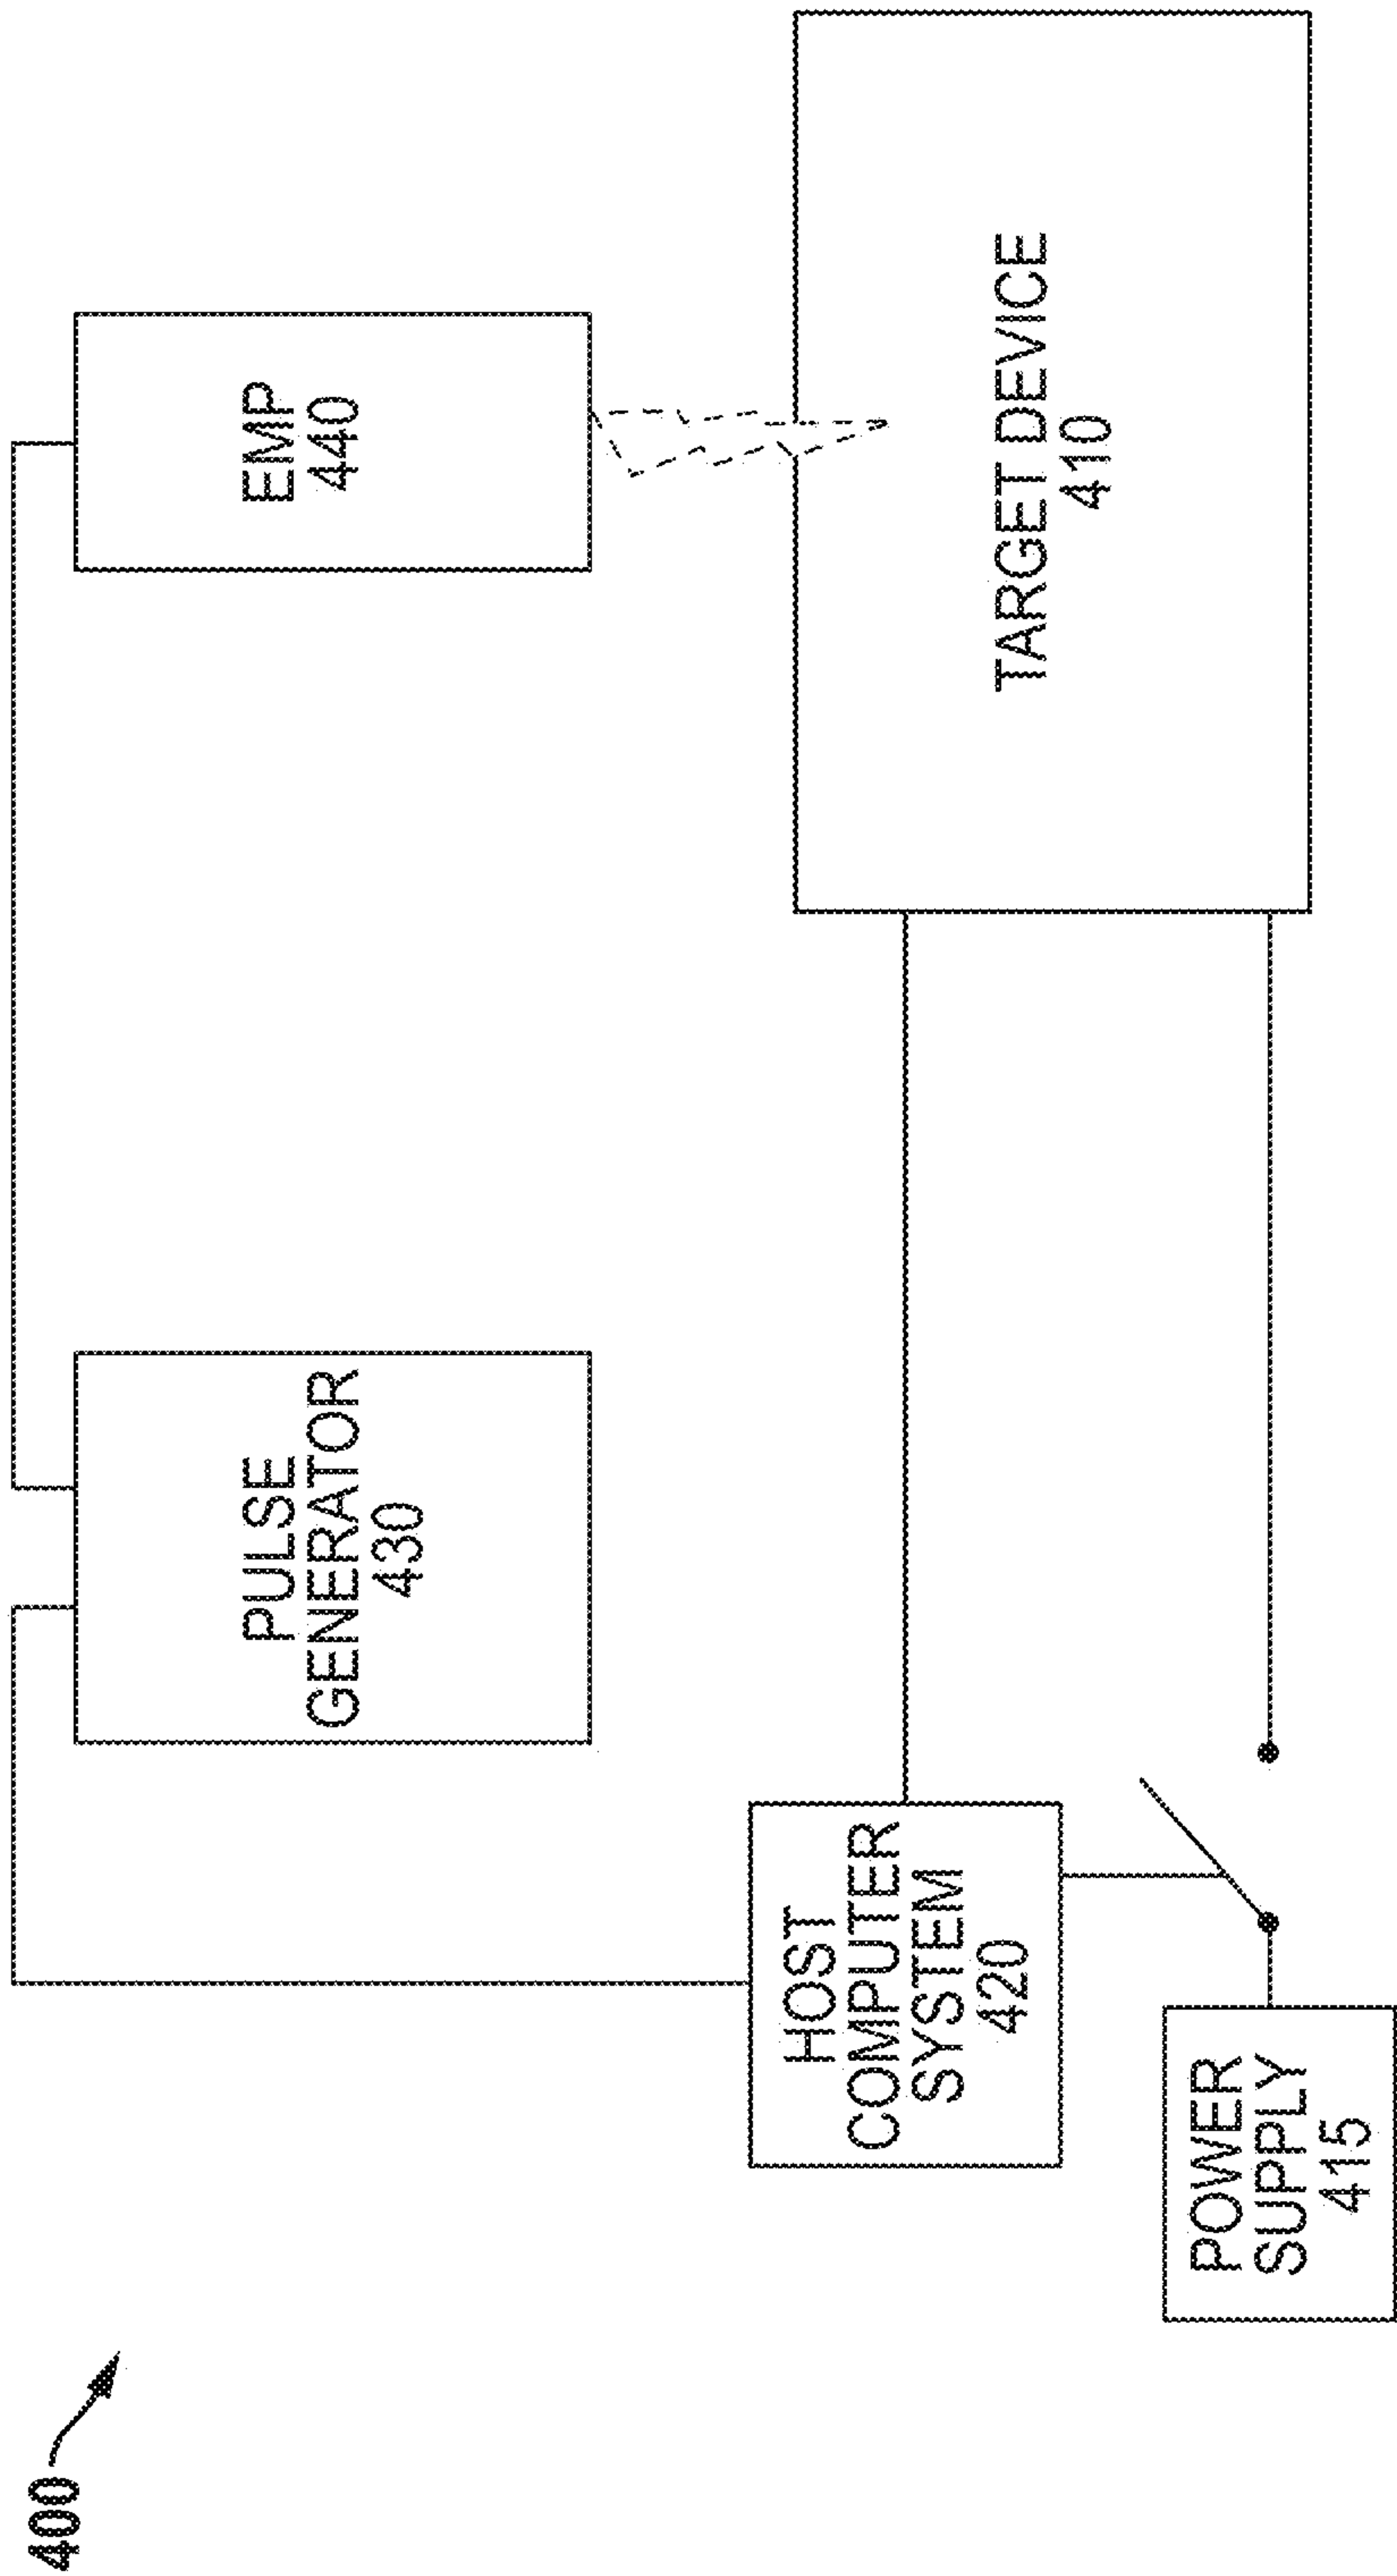 400
PULSE
GENERATOR
430
EMP
440
HOST
COMPUTER
SYSTEM
420
TARGET DEVICE
410
POWER
SUPPLY
415